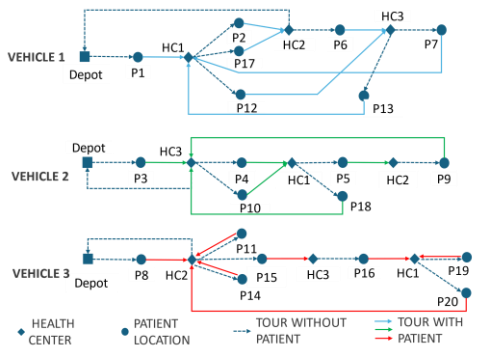 P2
HC3
HC1
HC2
P6
P7
VEHICLE 1
P17
Depot
P1
P12
P13
Depot
HC3
VEHICLE 2
P3
P4
HC1
P5
HC2
P9
P10
P18
P11
VEHICLE 3
P8
HC2
P15
HC3
P16
HC1
P19
Depot
P14
P20
HEALTH CENTER
PATIENT LOCATION
TOUR WITHOUT PATIENT
TOUR WITH PATIENT